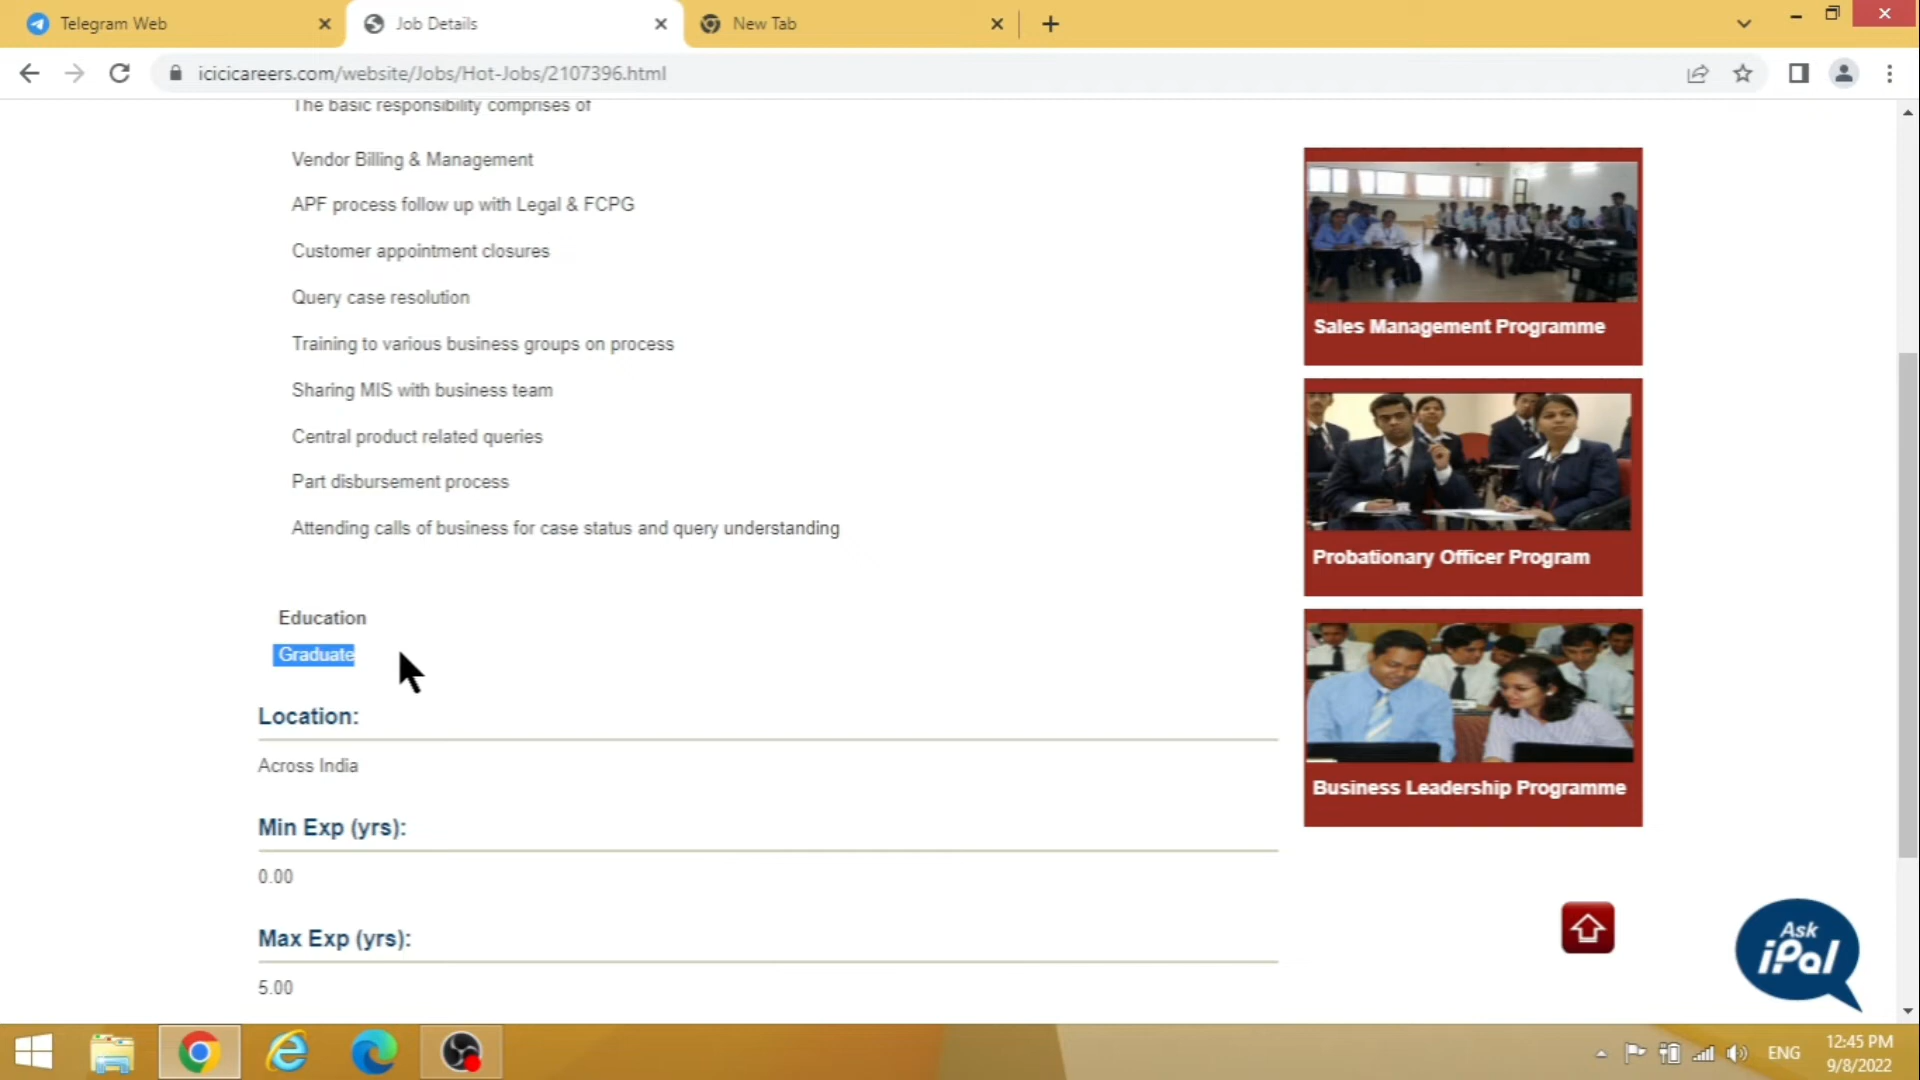 Telegram Web
Job Details
New Tab
icicicareers.com/website/Jobs/Hot-Jobs/2107396.html
The basic responsibility comprises of
Vendor Billing & Management
APF process follow up with Legal & FCPG
Customer appointment closures
Query case resolution
Training to various business groups on process
Sharing MIS with business team
Central product related queries
Part disbursement process
Attending calls of business for case status and query understanding
Education
Graduate
Location:
Across India
Min Exp (yrs):
0.00
Max Exp (yrs):
5.00
Sales Management Programme
Probationary Officer Program
Business Leadership Programme
Ask
iPal
ENG
12:45 PM
9/8/2022